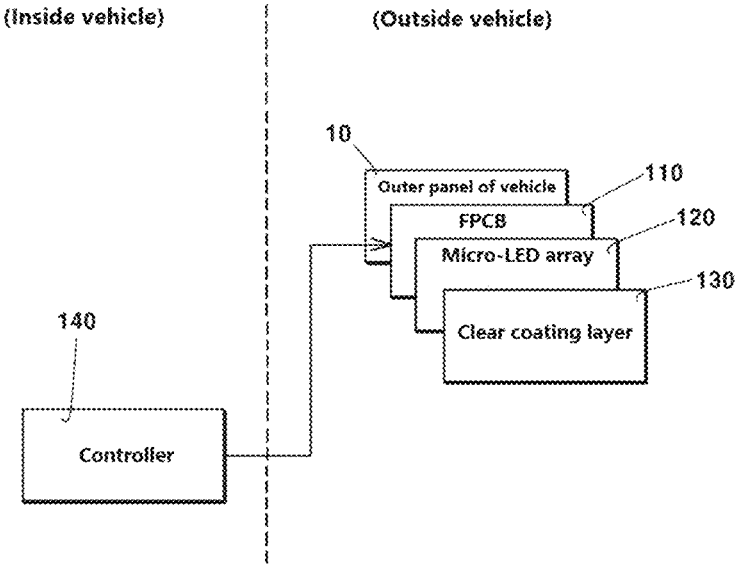 (Inside vehicle)
(Outside vehicle)
10
Outer panel of vehicle
110
FPCB
120
Micro-LED array
130
Clear coating layer
140
Controller